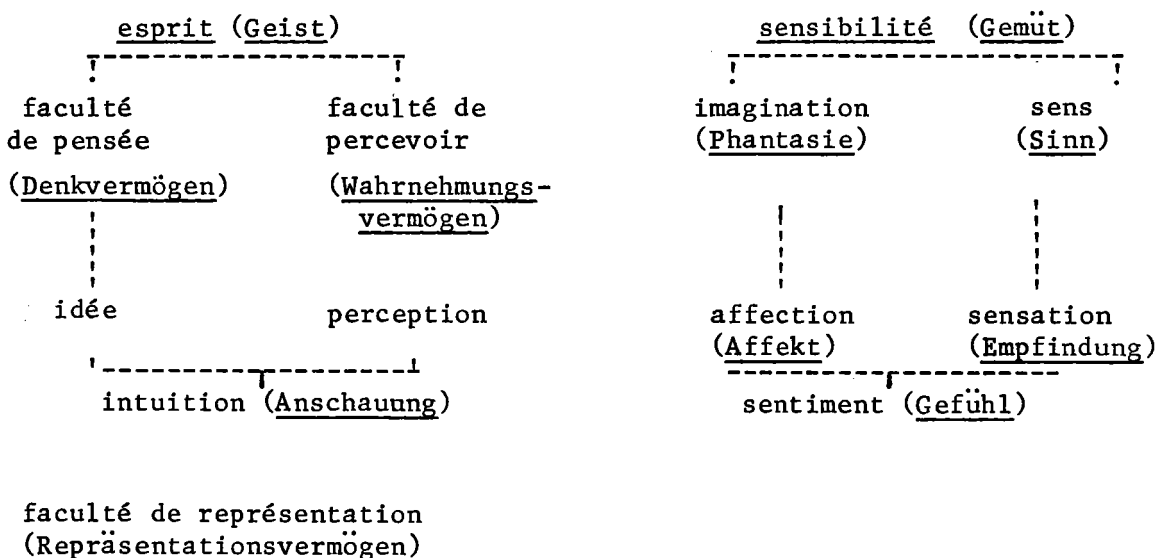 esprit (Geist)
sensibilité (Gemüt)
faculté
de pensée
(Denkvermögen)
faculté de
percevoir
(Wahrnehmungs-
vermögen)
imagination
(Phantasie)
sens
(Sinn)
idée
perception
affection
(Affekt)
sensation
(Empfindung)
intuition (Anschauung)
sentiment (Gefühl)
faculté de représentation
(Repräsentationsvermögen)